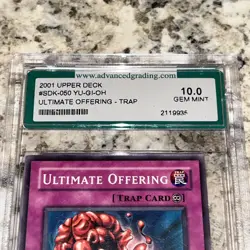 www.advancedgrading.com
2001 UPPER DECK
#SDK-050 YU-GI-OH
ULTIMATE OFFERING - TRAP
10.0
GEM MINT
2119935
ULTIMATE OFFERING
[TRAP CARD ∞]